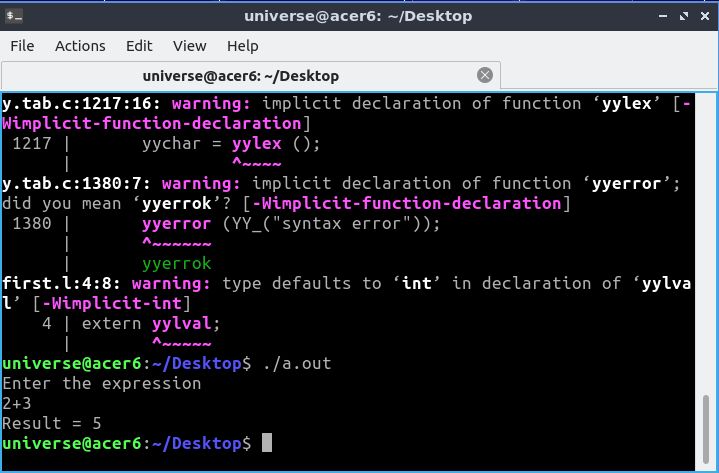 universe@acer6: ~/Desktop
File Actions Edit View Help
universe@acer6: ~/Desktop
y.tab.c:1217:16: warning: implicit declaration of function ‘yylex’ [-
Wimplicit-function-declaration]
 1217 |       yychar = yylex ();
      |                ^~~~~
y.tab.c:1380:7: warning: implicit declaration of function ‘yyerror’;
did you mean ‘yyerrok’? [-Wimplicit-function-declaration]
 1380 |       yyerror (YY_("syntax error"));
      |       ^~~~~~~
      |       yyerrok
first.l:4:8: warning: type defaults to ‘int’ in declaration of ‘yylva
l’ [-Wimplicit-int]
    4 | extern yylval;
      |        ^~~~~~
universe@acer6:~/Desktop$ ./a.out
Enter the expression
2+3
Result = 5
universe@acer6:~/Desktop$